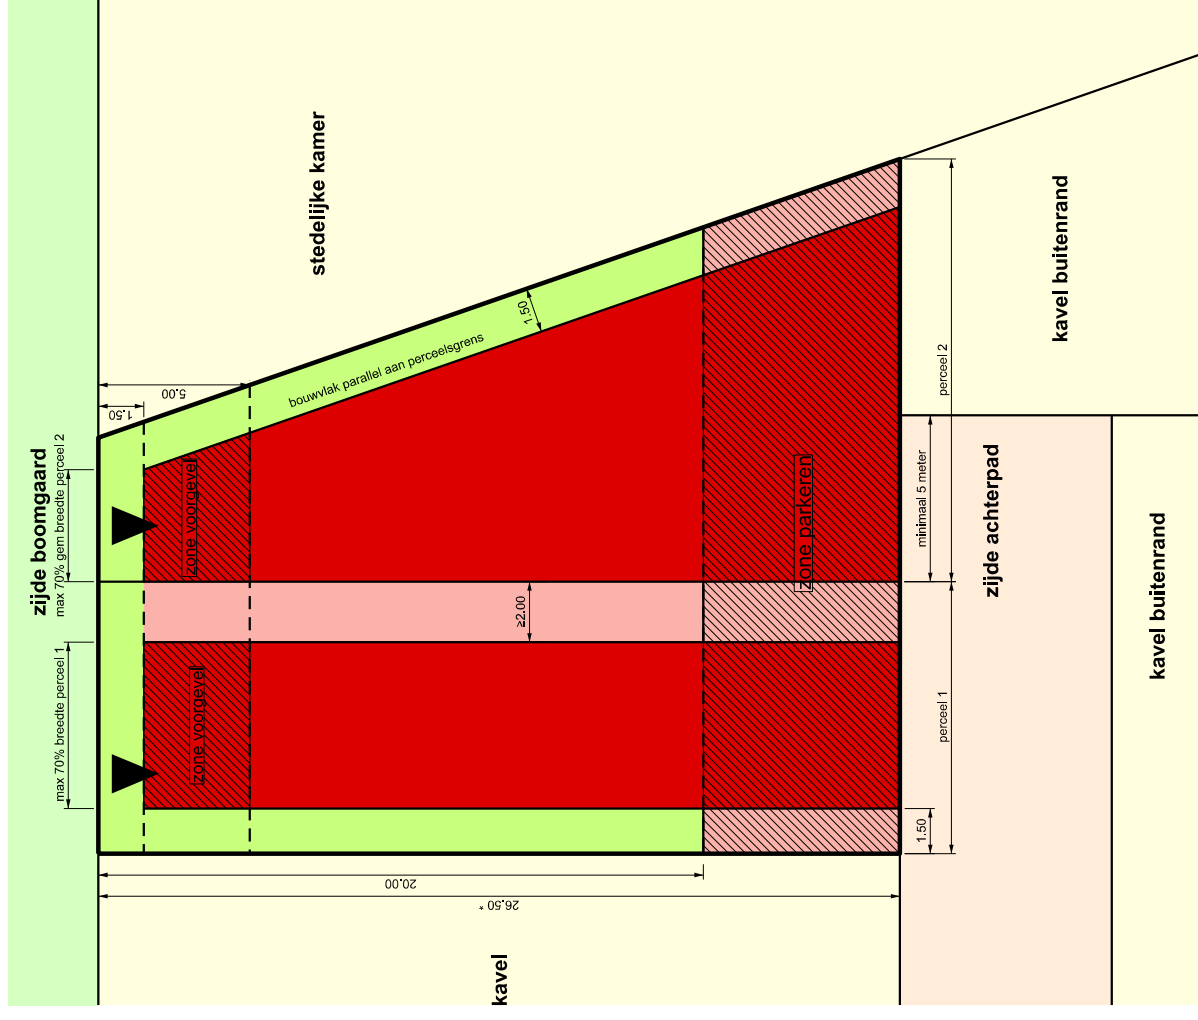 zijde boomgaard
stedelijke kamer
kavel buitenrand
kavel buitenrand
zijde achterpad
kavel
max 70% gem breedte perceel 2
max 70% breedte perceel 1
1.50
5.00
bouwvlak parallel aan perceelsgrens
1.50
zone voorgevel
zone voorgevel
zone parkeren
≥2.00
perceel 2
minimaal 5 meter
perceel 1
1.50
20.00
26.50 *